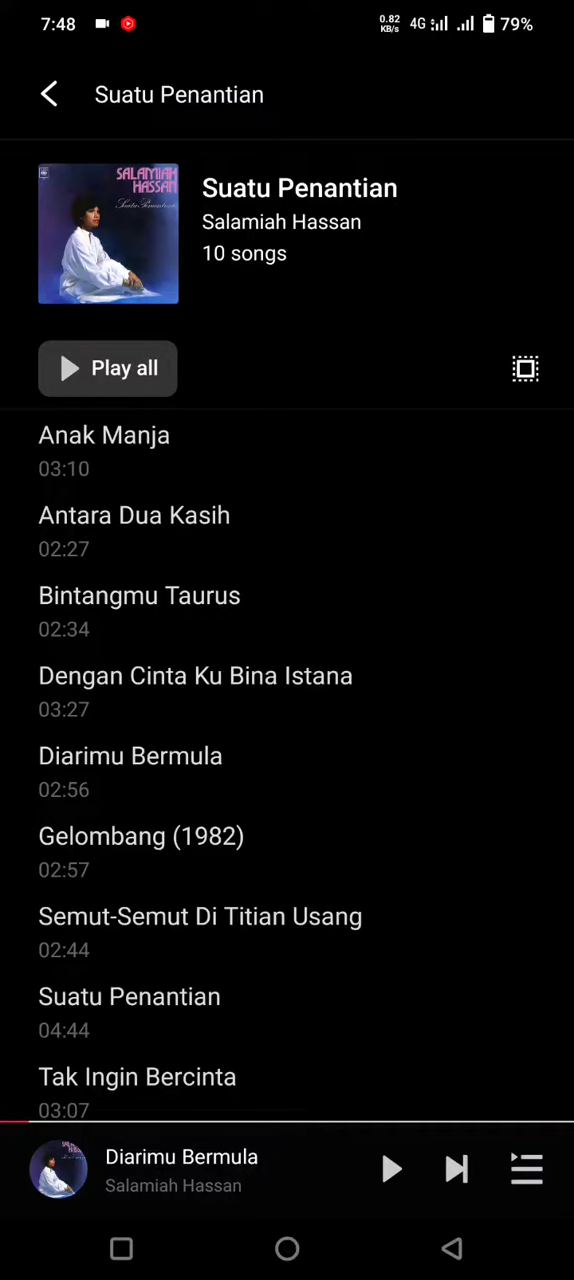 7:48
0.82
KB/s
4G
79%
Suatu Penantian
SALAMIAH
HASSAN
Suatu Penantian
Suatu Penantian
Salamiah Hassan
10 songs
Play all
Anak Manja
03:10
Antara Dua Kasih
02:27
Bintangmu Taurus
02:34
Dengan Cinta Ku Bina Istana
03:27
Diarimu Bermula
02:56
Gelombang (1982)
02:57
Semut-Semut Di Titian Usang
02:44
Suatu Penantian
04:44
Tak Ingin Bercinta
03:07
Diarimu Bermula
Salamiah Hassan